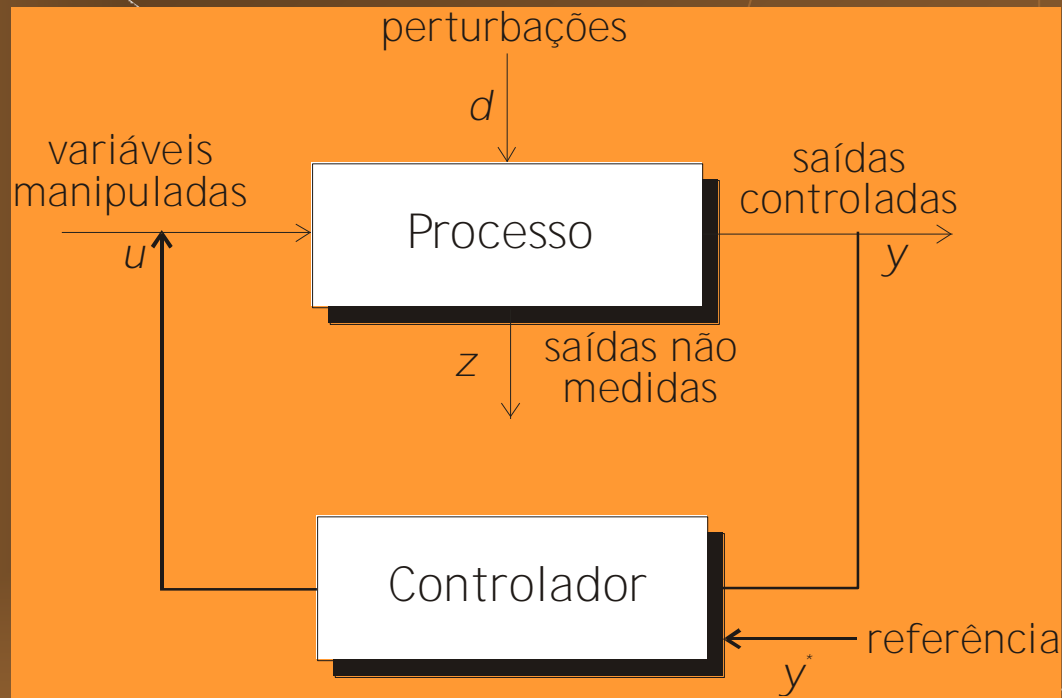 perturbações
d
variáveis
manipuladas
u
Processo
saídas
controladas
y
z
saídas não
medidas
Controlador
referência
y*